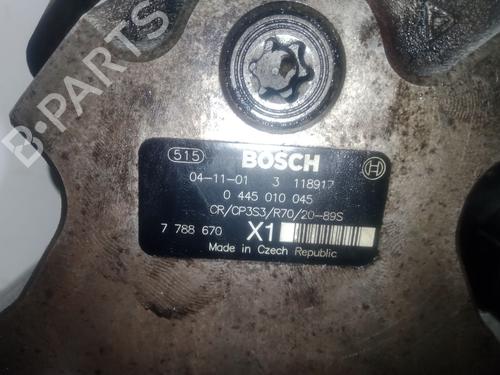 B-PARTS
515 BOSCH
04-11-01 3 118917
0 445 010 045
CR/CP3S3/R70/20-89S
7 788 670 X1
Made in Czech Republic